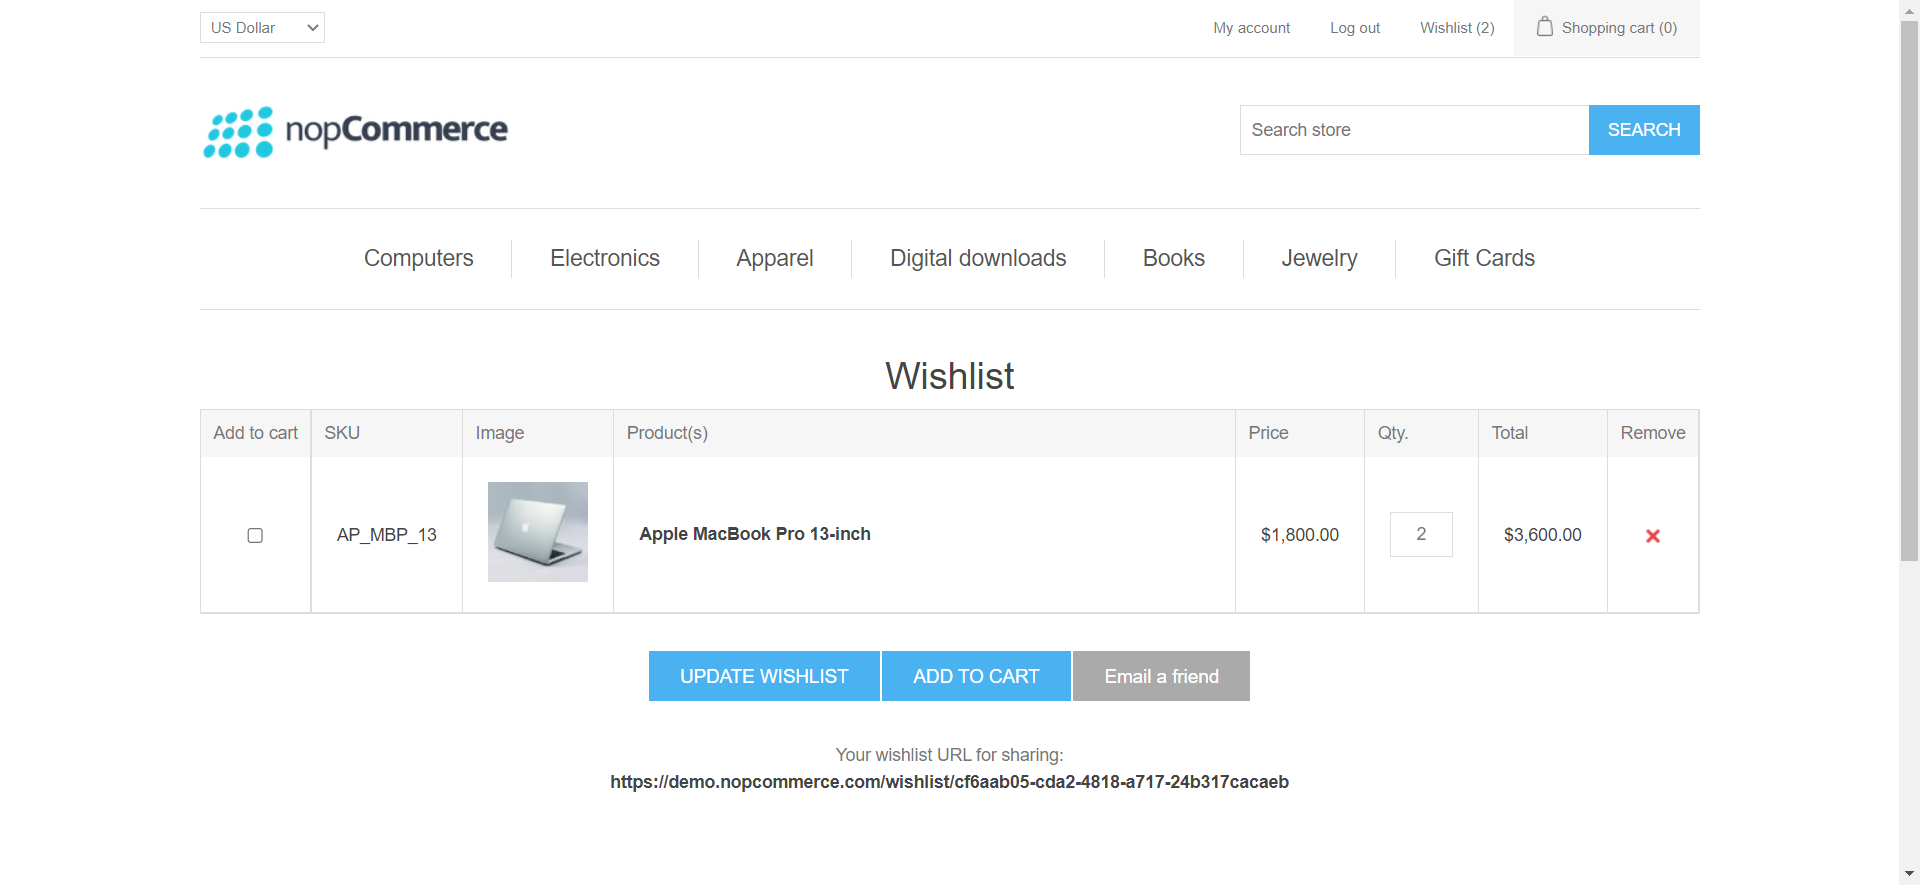 US Dollar
My account
Log out
Wishlist (2)
Shopping cart (0)
nopCommerce
Search store
SEARCH
Computers
Electronics
Apparel
Digital downloads
Books
Jewelry
Gift Cards
Wishlist
Add to cart
SKU
Image
Product(s)
Price
Qty.
Total
Remove
AP_MBP_13
Apple MacBook Pro 13-inch
$1,800.00
2
$3,600.00
UPDATE WISHLIST
ADD TO CART
Email a friend
Your wishlist URL for sharing:
https://demo.nopcommerce.com/wishlist/cf6aab05-cda2-4818-a717-24b317cacaeb